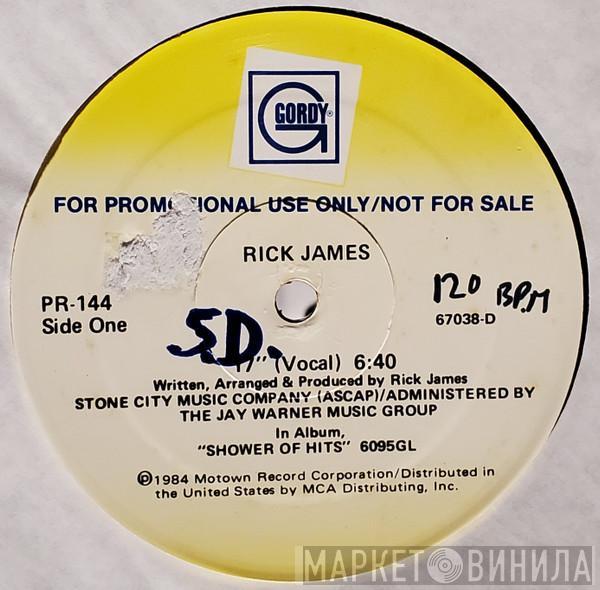 GORDY®
FOR PROMOTIONAL USE ONLY/NOT FOR SALE
RICK JAMES
PR-144
Side One
120 BPM
67038-D
S.D.
17" (Vocal) 6:40
Written, Arranged & Produced by Rick James
STONE CITY MUSIC COMPANY (ASCAP)/ADMINISTERED BY
THE JAY WARNER MUSIC GROUP
In Album,
"SHOWER OF HITS" 6095GL
℗1984 Motown Record Corporation/Distributed in
the United States by MCA Distributing, Inc.
МАРКЕТ ВИНИЛА